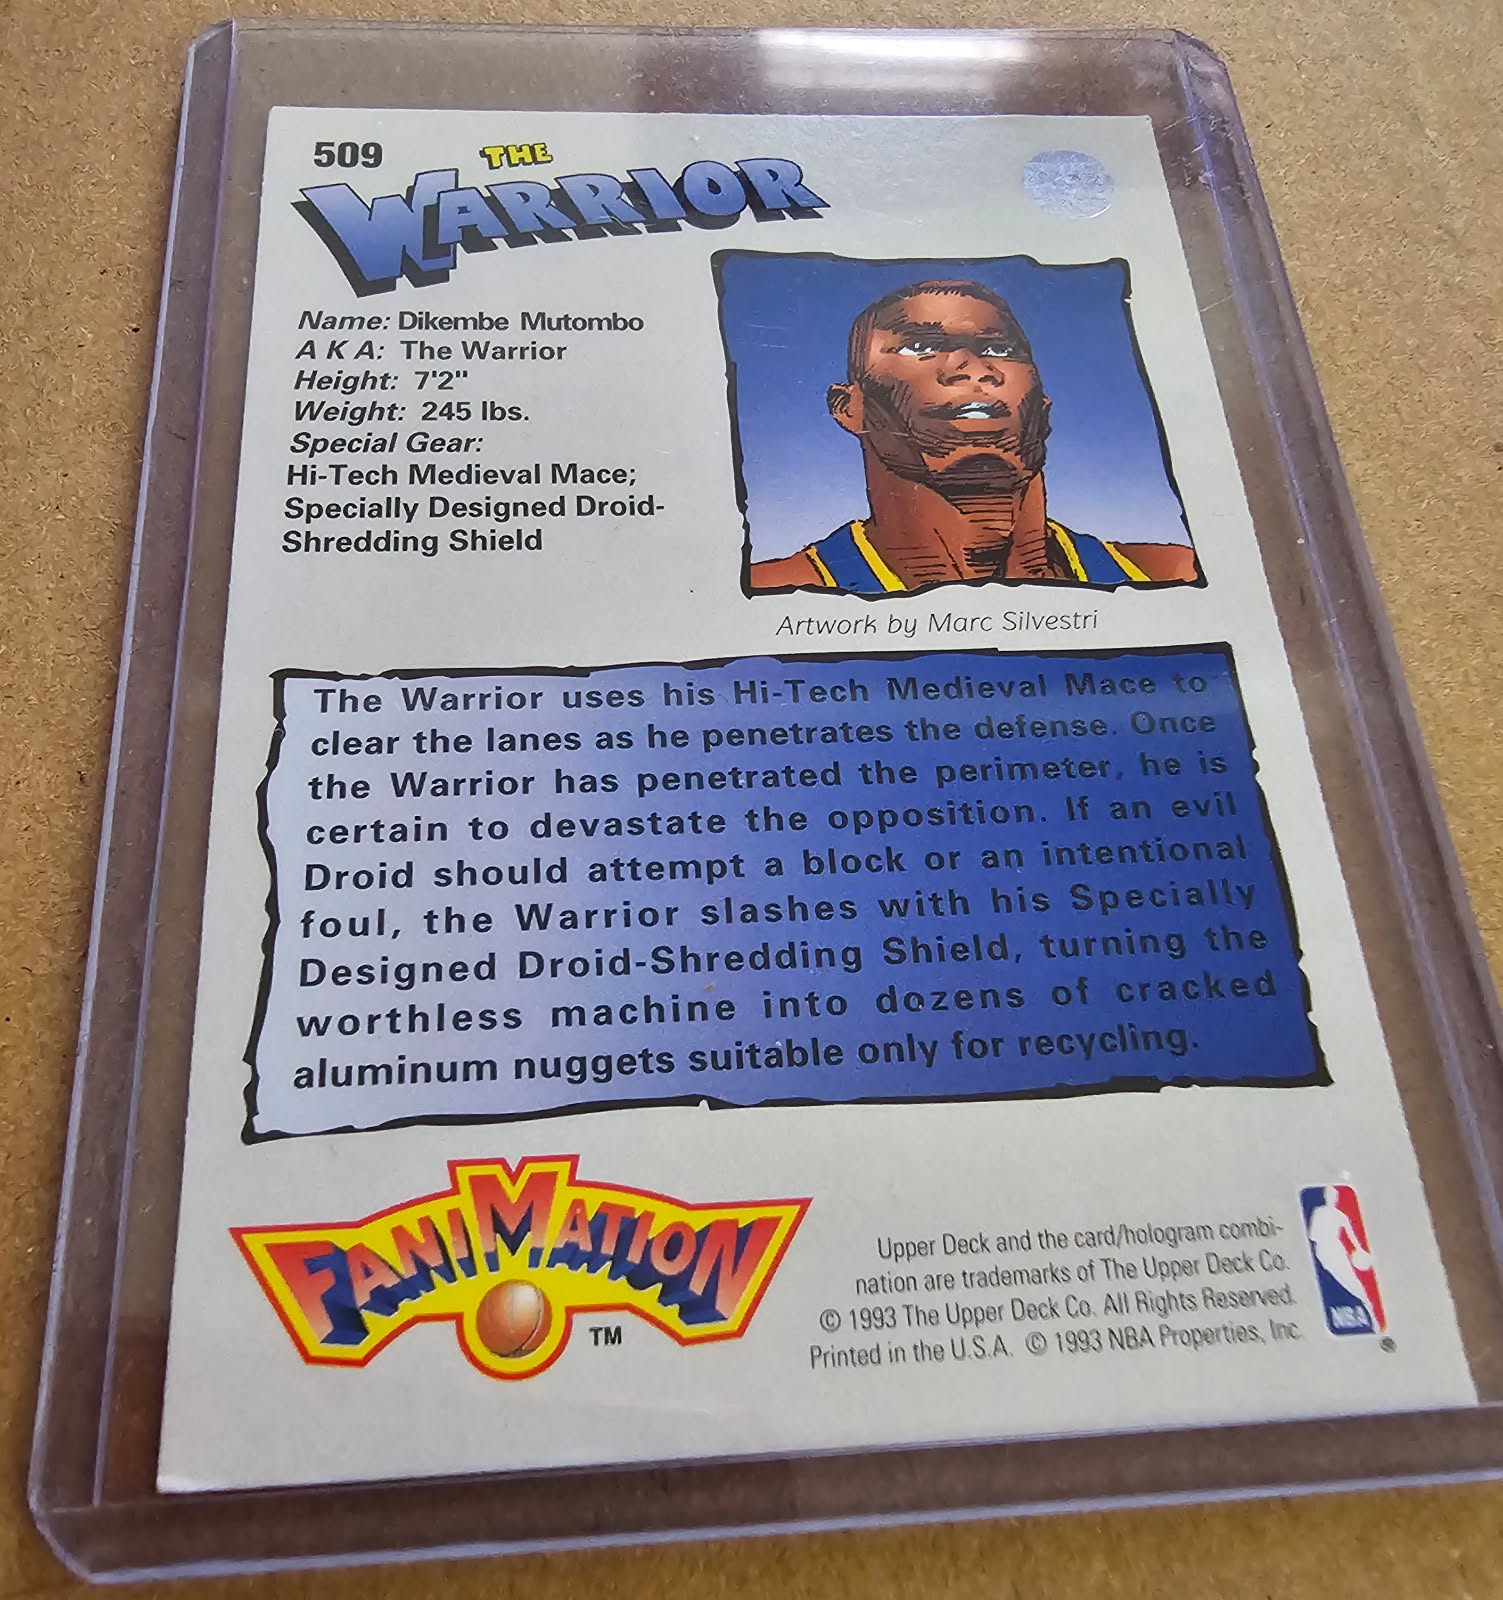 509
THE
WARRIOR
Name: Dikembe Mutombo
A K A: The Warrior
Height: 7'2"
Weight: 245 lbs.
Special Gear:
Hi-Tech Medieval Mace;
Specially Designed Droid-
Shredding Shield
Artwork by Marc Silvestri
The Warrior uses his Hi-Tech Medieval Mace to
clear the lanes as he penetrates the defense. Once
the Warrior has penetrated the perimeter, he is
certain to devastate the opposition. If an evil
Droid should attempt a block or an intentional
foul, the Warrior slashes with his Specially
Designed Droid-Shredding Shield, turning the
worthless machine into dozens of cracked
aluminum nuggets suitable only for recycling.
FANIMATION
TM
Upper Deck and the card/hologram combi-
nation are trademarks of The Upper Deck Co.
© 1993 The Upper Deck Co. All Rights Reserved.
Printed in the U.S.A. © 1993 NBA Properties, Inc.
NBA
®